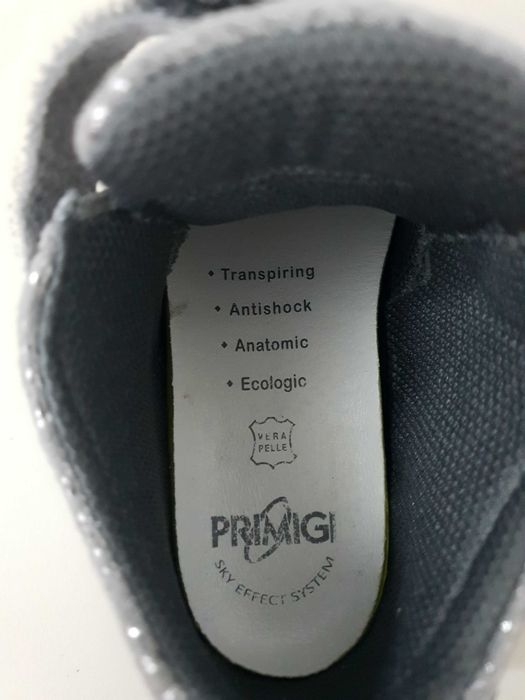 Transpiring
Antishock
Anatomic
Ecologic
VERA
PELLE
PRIMIGI
SKY EFFECT SYSTEM